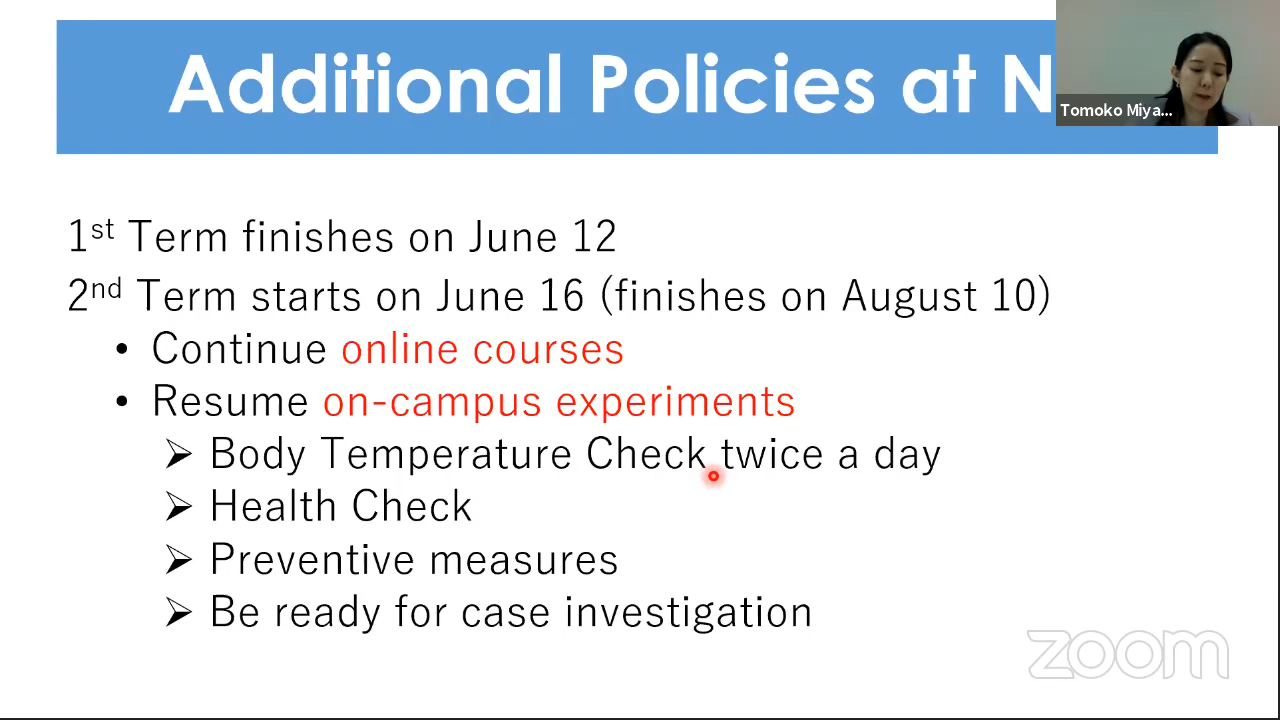 Additional Policies at N
Tomoko Miya...
1st Term finishes on June 12
2nd Term starts on June 16 (finishes on August 10)
• Continue online courses
• Resume on-campus experiments
➢ Body Temperature Check twice a day
➢ Health Check
➢ Preventive measures
➢ Be ready for case investigation
zoom